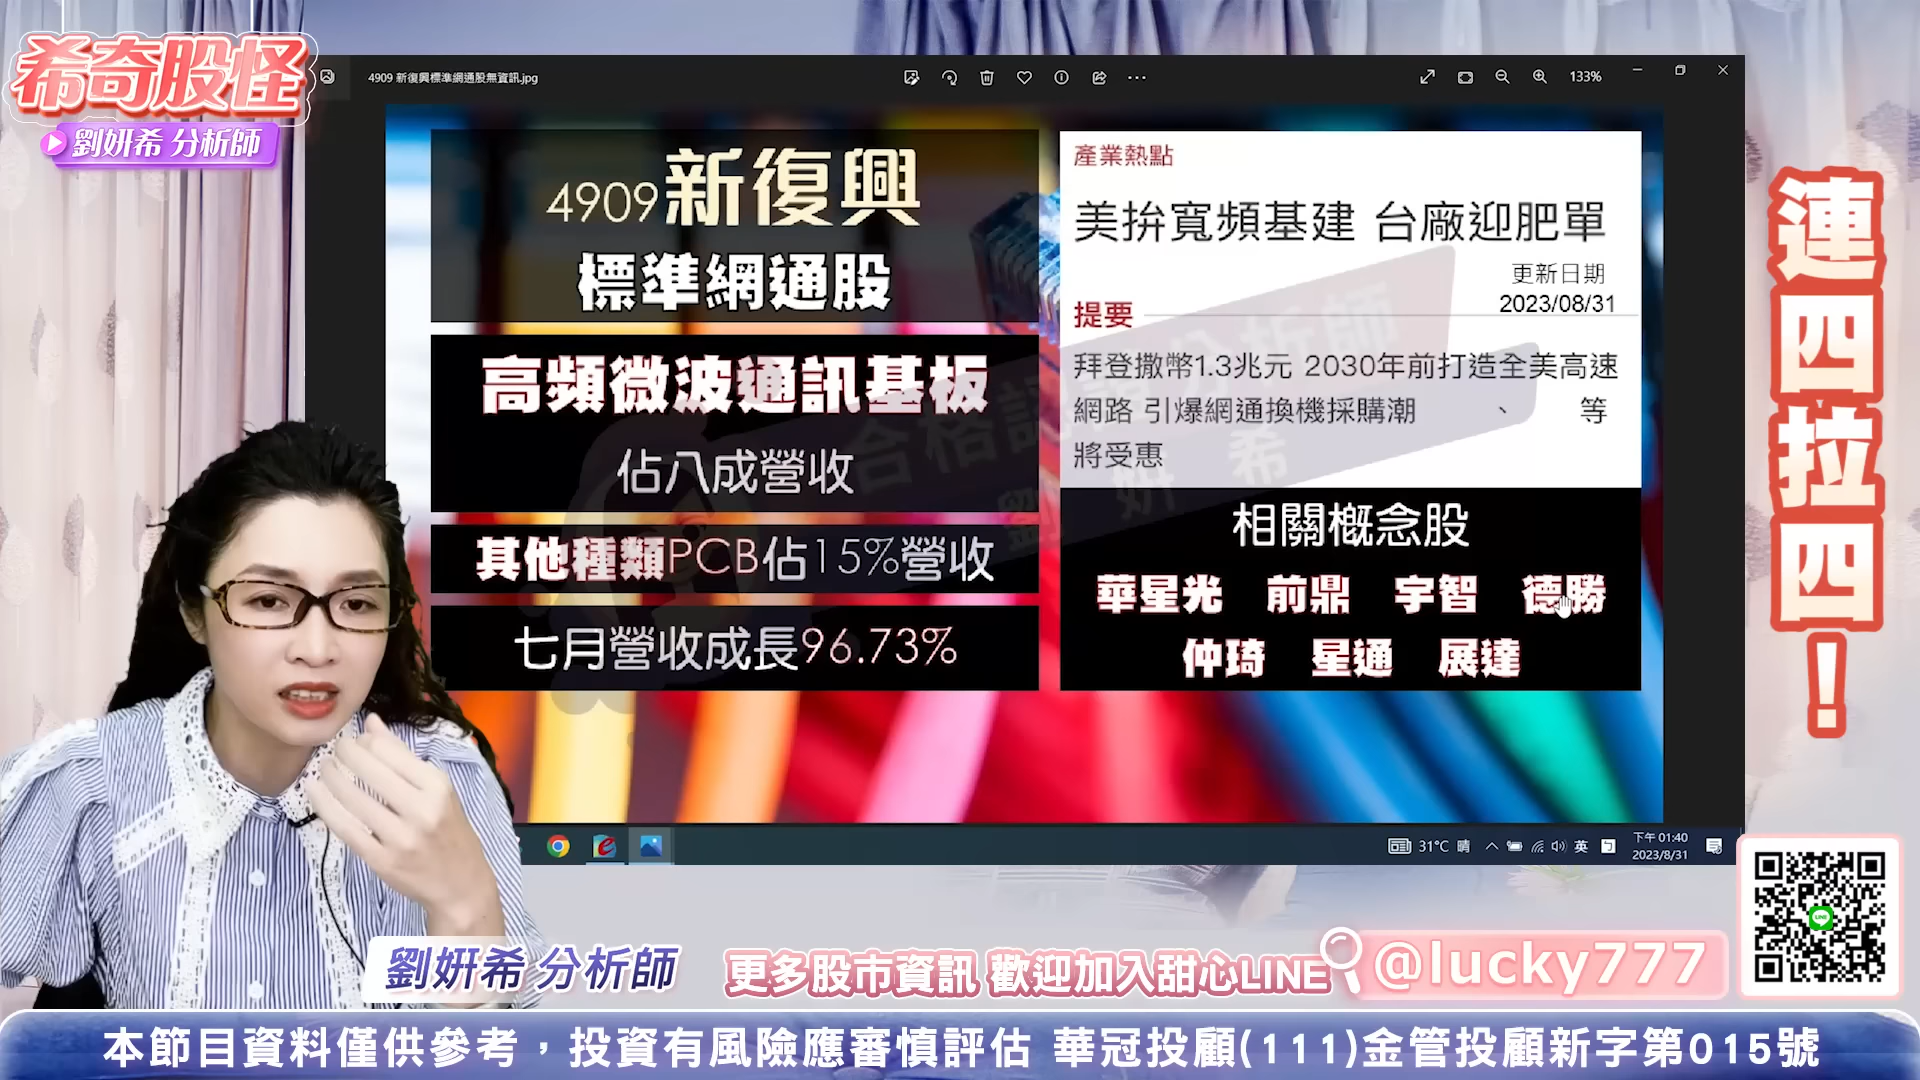 希奇股怪
劉妍希 分析師
4909 新復興標準網通股無資訊.jpg
133%
4909新復興
標準網通股
高頻微波通訊基板
佔八成營收
其他種類PCB佔15%營收
七月營收成長96.73%
產業熱點
美拚寬頻基建 台廠迎肥單
更新日期
2023/08/31
提要
拜登撒幣1.3兆元 2030年前打造全美高速
網路 引爆網通換機採購潮 、 等
將受惠
相關概念股
華星光 前鼎 宇智 德勝
仲琦 星通 展達
連四拉四!
31°C 晴
英
下午 01:40
2023/8/31
劉妍希 分析師
更多股市資訊 歡迎加入甜心LINE
@lucky777
LINE
本節目資料僅供參考，投資有風險應審慎評估 華冠投顧(111)金管投顧新字第015號